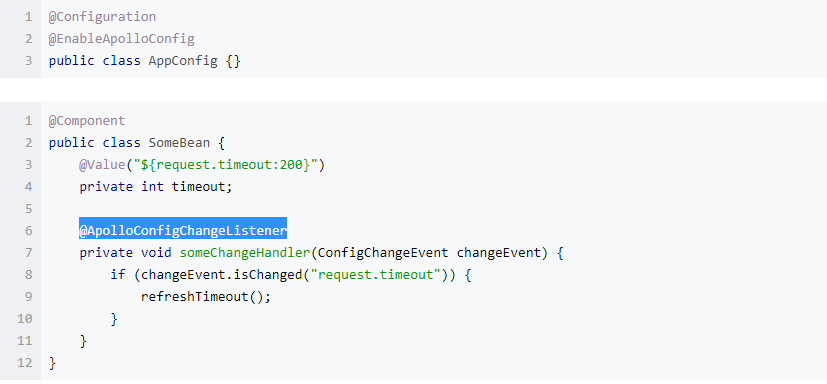 1 @Configuration
2 @EnableApolloConfig
3 public class AppConfig {}
1 @Component
2 public class SomeBean {
3     @Value("${request.timeout:200}")
4     private int timeout;
5
6     @ApolloConfigChangeListener
7     private void someChangeHandler(ConfigChangeEvent changeEvent) {
8         if (changeEvent.isChanged("request.timeout")) {
9             refreshTimeout();
10         }
11     }
12 }